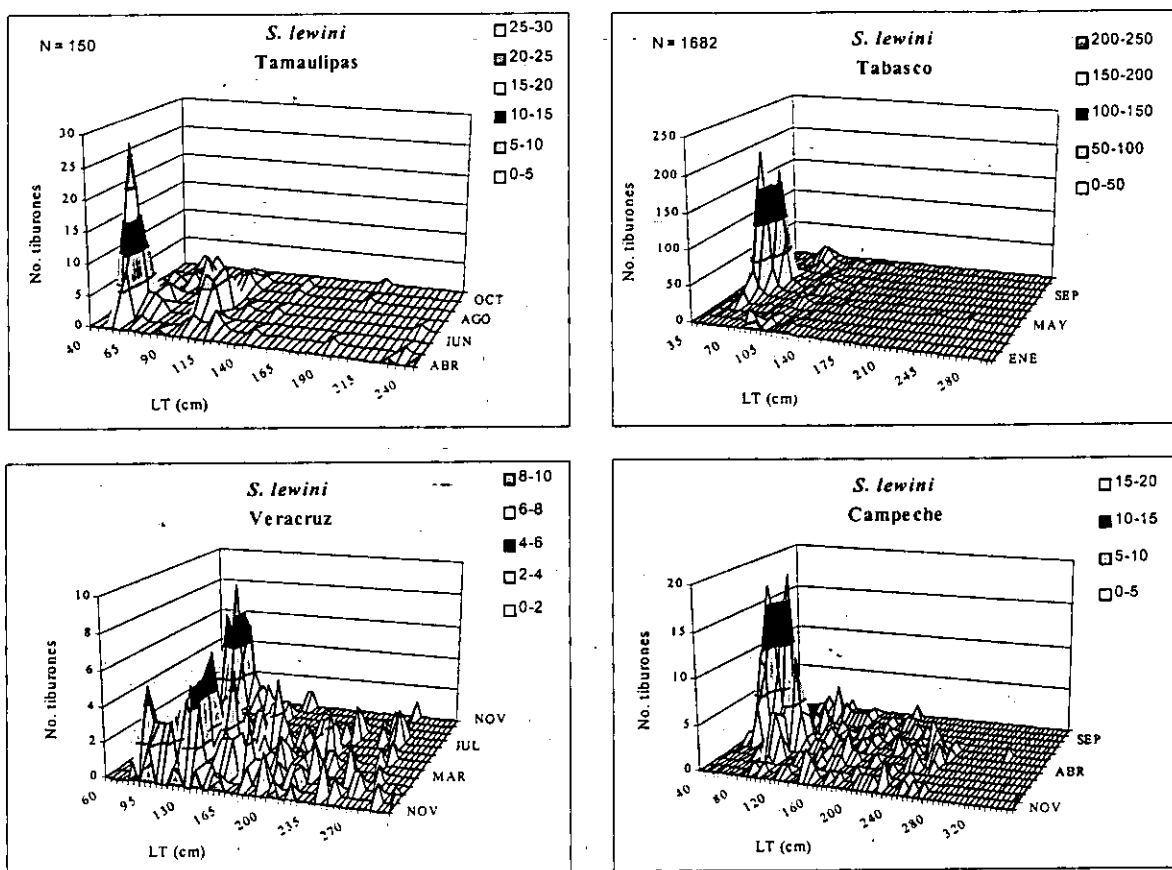 N = 150
S. lewini
Tamaulipas
25-30
20-25
15-20
10-15
5-10
0-5
No. tiburones
30
25
20
15
10
5
0
40
65
90
115
140
165
190
215
240
LT (cm)
OCT
AGO
JUN
ABR
N = 1682
S. lewini
Tabasco
200-250
150-200
100-150
50-100
0-50
No. tiburones
250
200
150
100
50
0
35
70
105
140
175
210
245
280
LT (cm)
SEP
MAY
ENE
S. lewini
Veracruz
8-10
6-8
4-6
2-4
0-2
No. tiburones
10
8
6
4
2
0
60
95
130
165
200
235
270
LT (cm)
NOV
JUL
MAR
NOV
S. lewini
Campeche
15-20
10-15
5-10
0-5
No. tiburones
20
15
10
5
0
40
80
120
160
200
240
280
320
LT (cm)
SEP
ABR
NOV